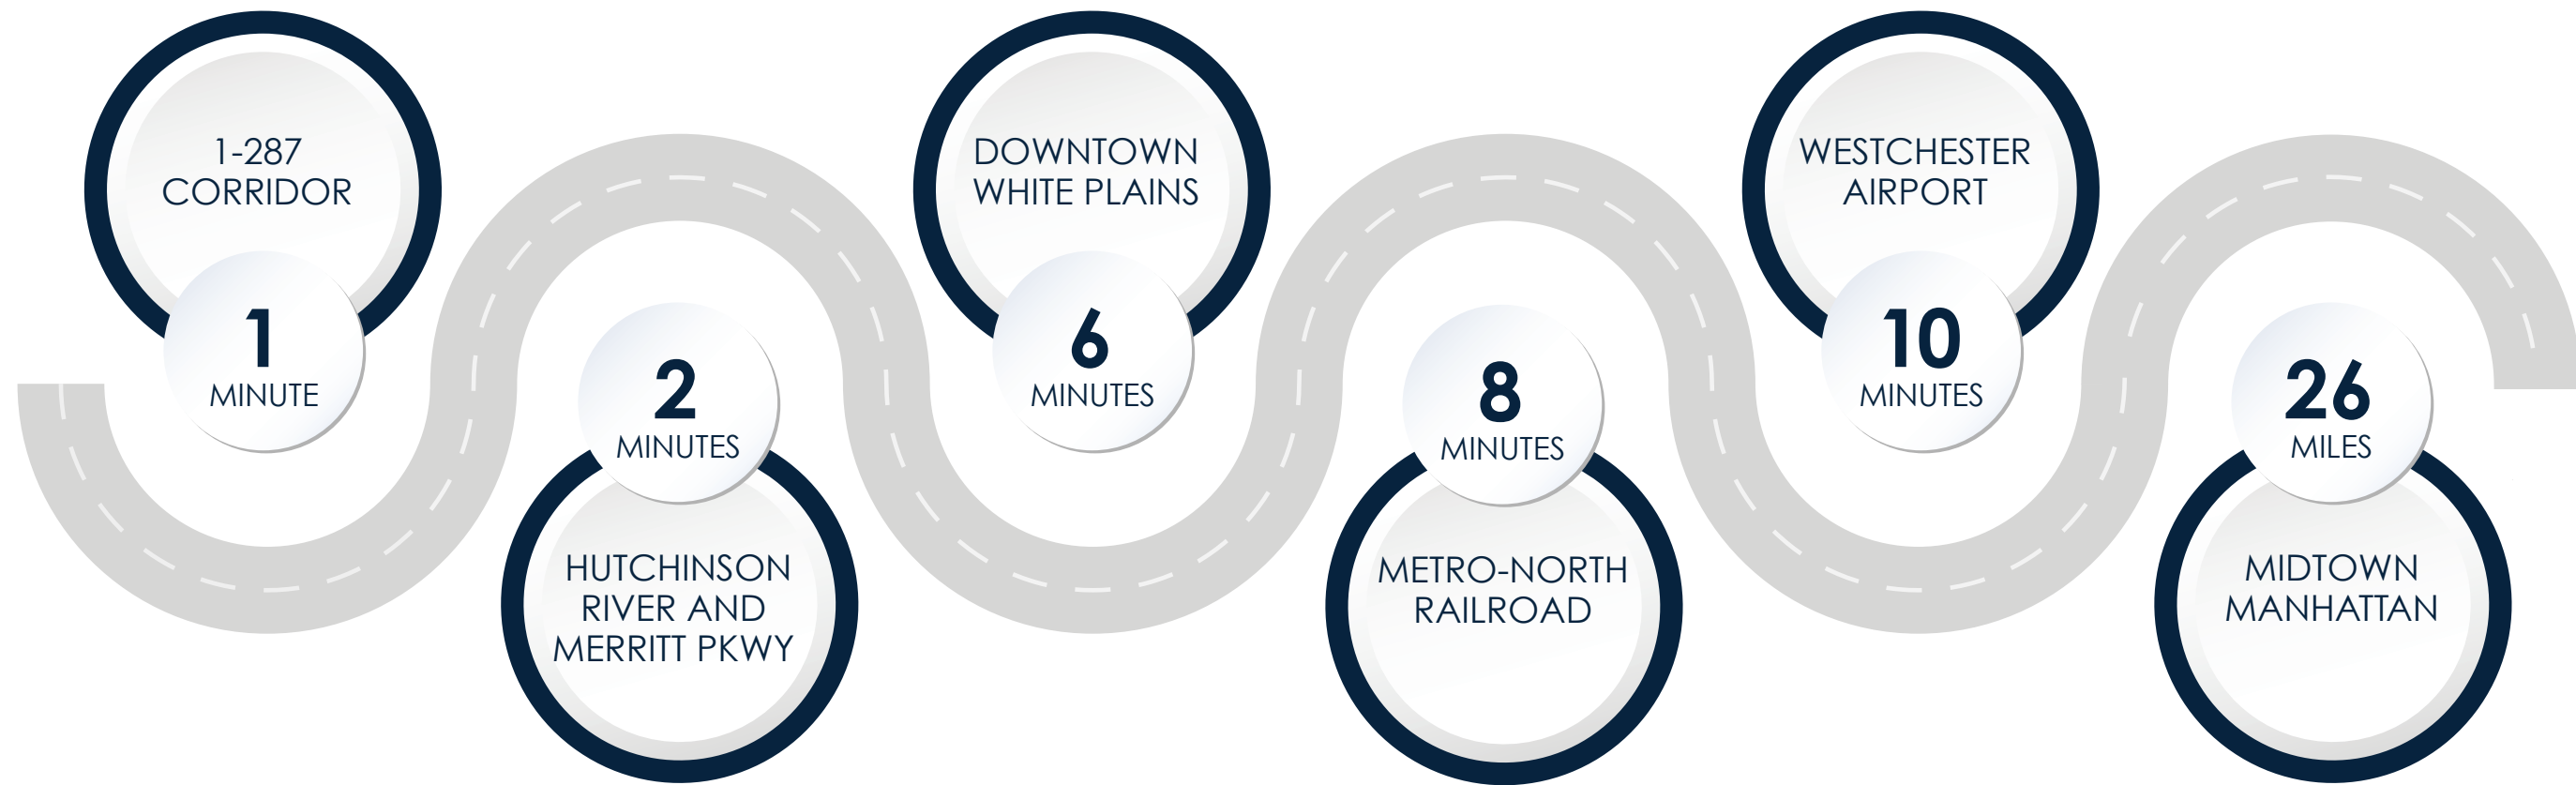 1-287
CORRIDOR
1
MINUTE
2
MINUTES
HUTCHINSON
RIVER AND
MERRITT PKWY
DOWNTOWN
WHITE PLAINS
6
MINUTES
8
MINUTES
METRO-NORTH
RAILROAD
WESTCHESTER
AIRPORT
10
MINUTES
26
MILES
MIDTOWN
MANHATTAN